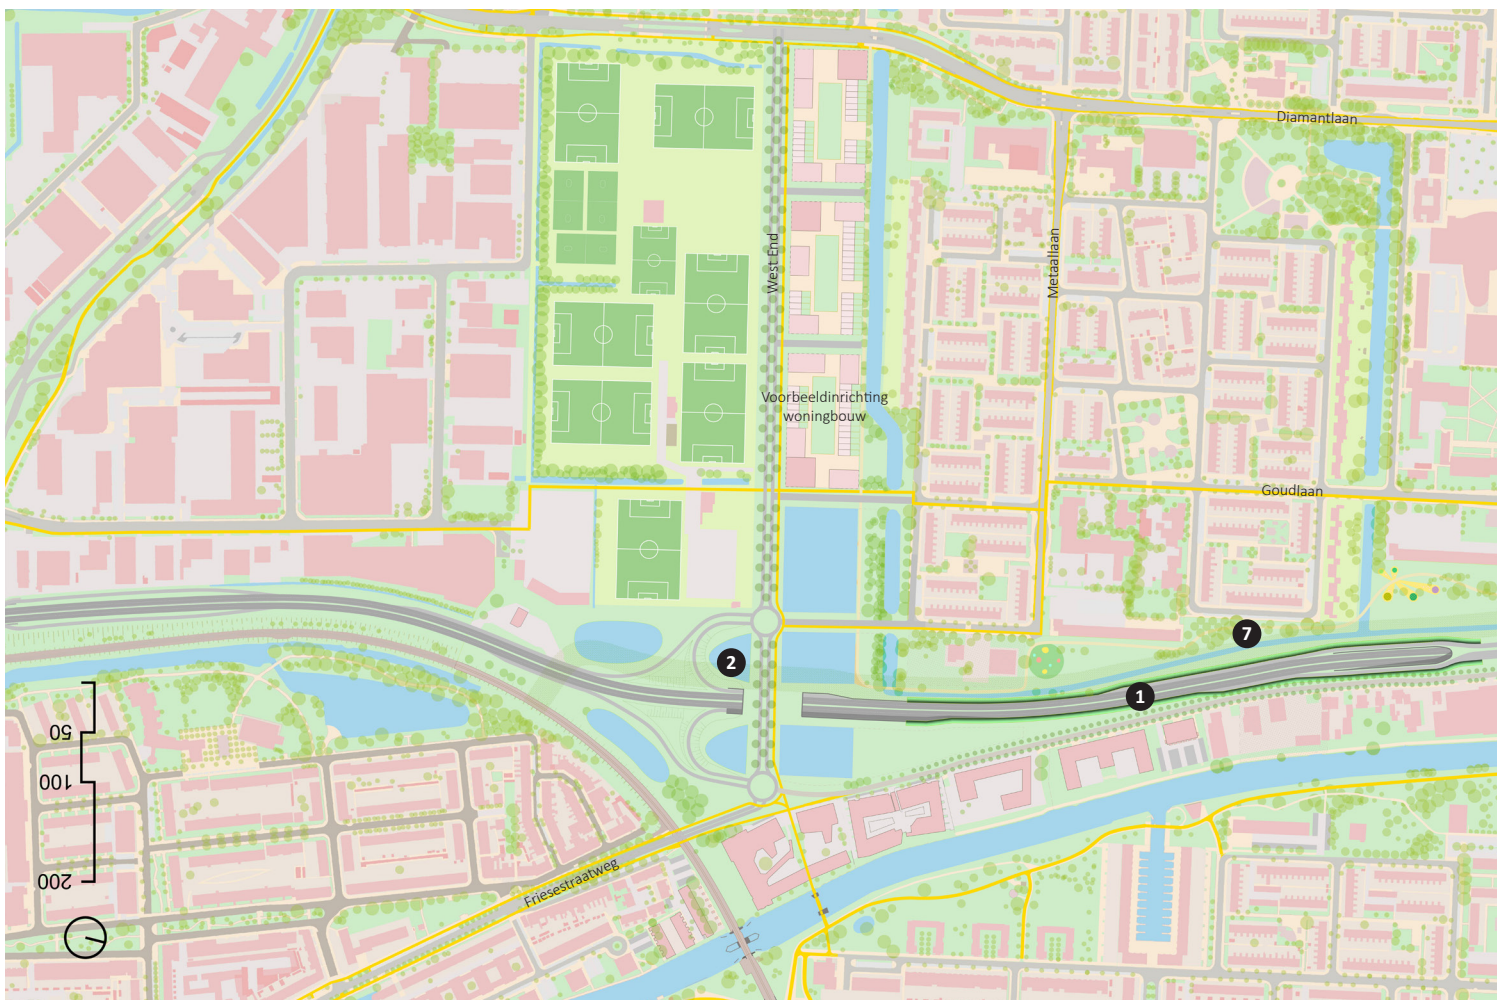 Diamantlaan
West End
Metaallaan
Voorbeeldinrichting
woningbouw
Goudlaan
7
2
1
50
100
200
Friesestraatweg